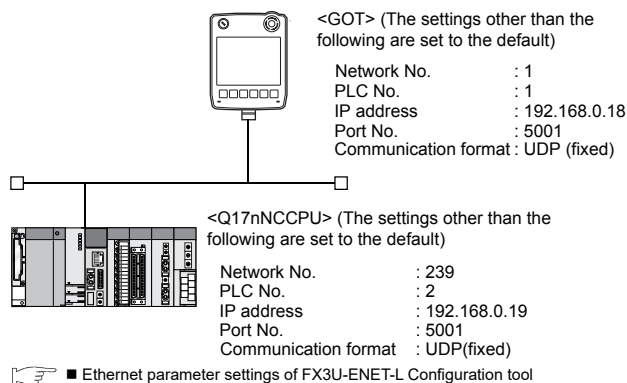 <GOT> (The settings other than the
following are set to the default)
Network No. : 1
PLC No. : 1
IP address : 192.168.0.18
Port No. : 5001
Communication format : UDP (fixed)
<Q17nNCCPU> (The settings other than the
following are set to the default)
Network No. : 239
PLC No. : 2
IP address : 192.168.0.19
Port No. : 5001
Communication format : UDP(fixed)
■ Ethernet parameter settings of FX3U-ENET-L Configuration tool